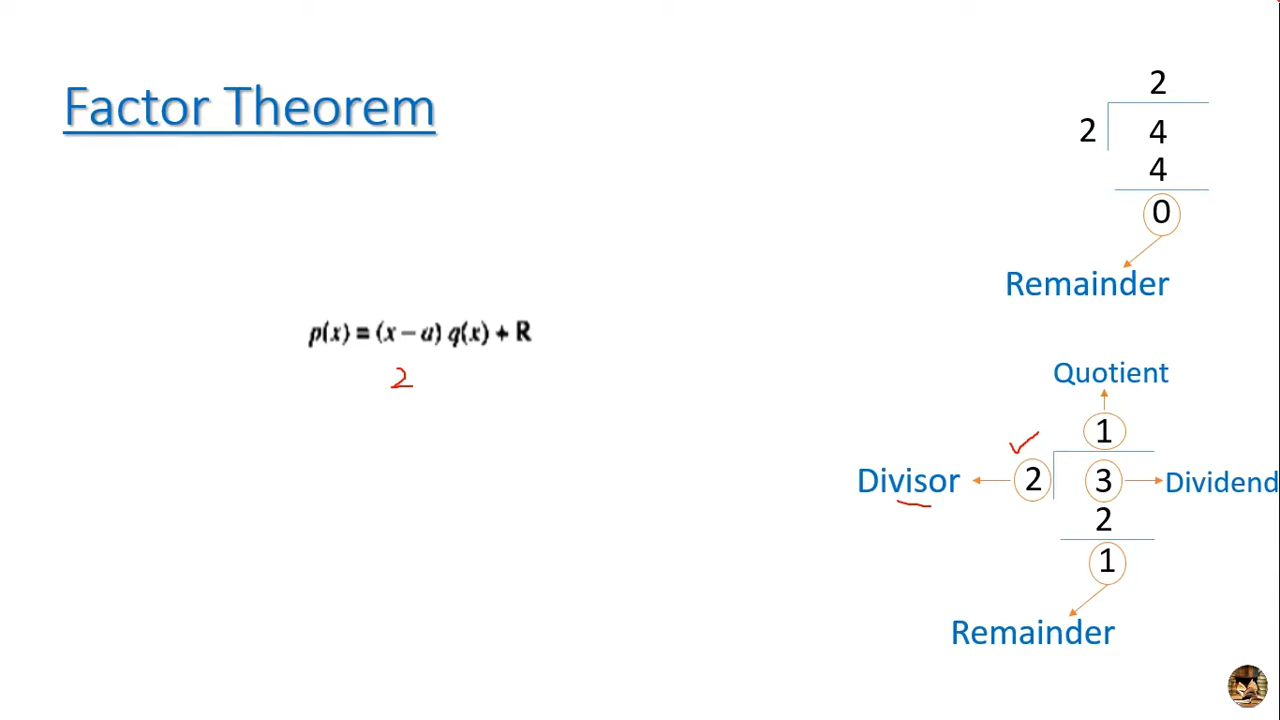 Factor Theorem
2
2 4
4
0
Remainder
p(x) = (x − a) q(x) + R
2
Quotient
1
Divisor 2 3 Dividend
2
1
Remainder